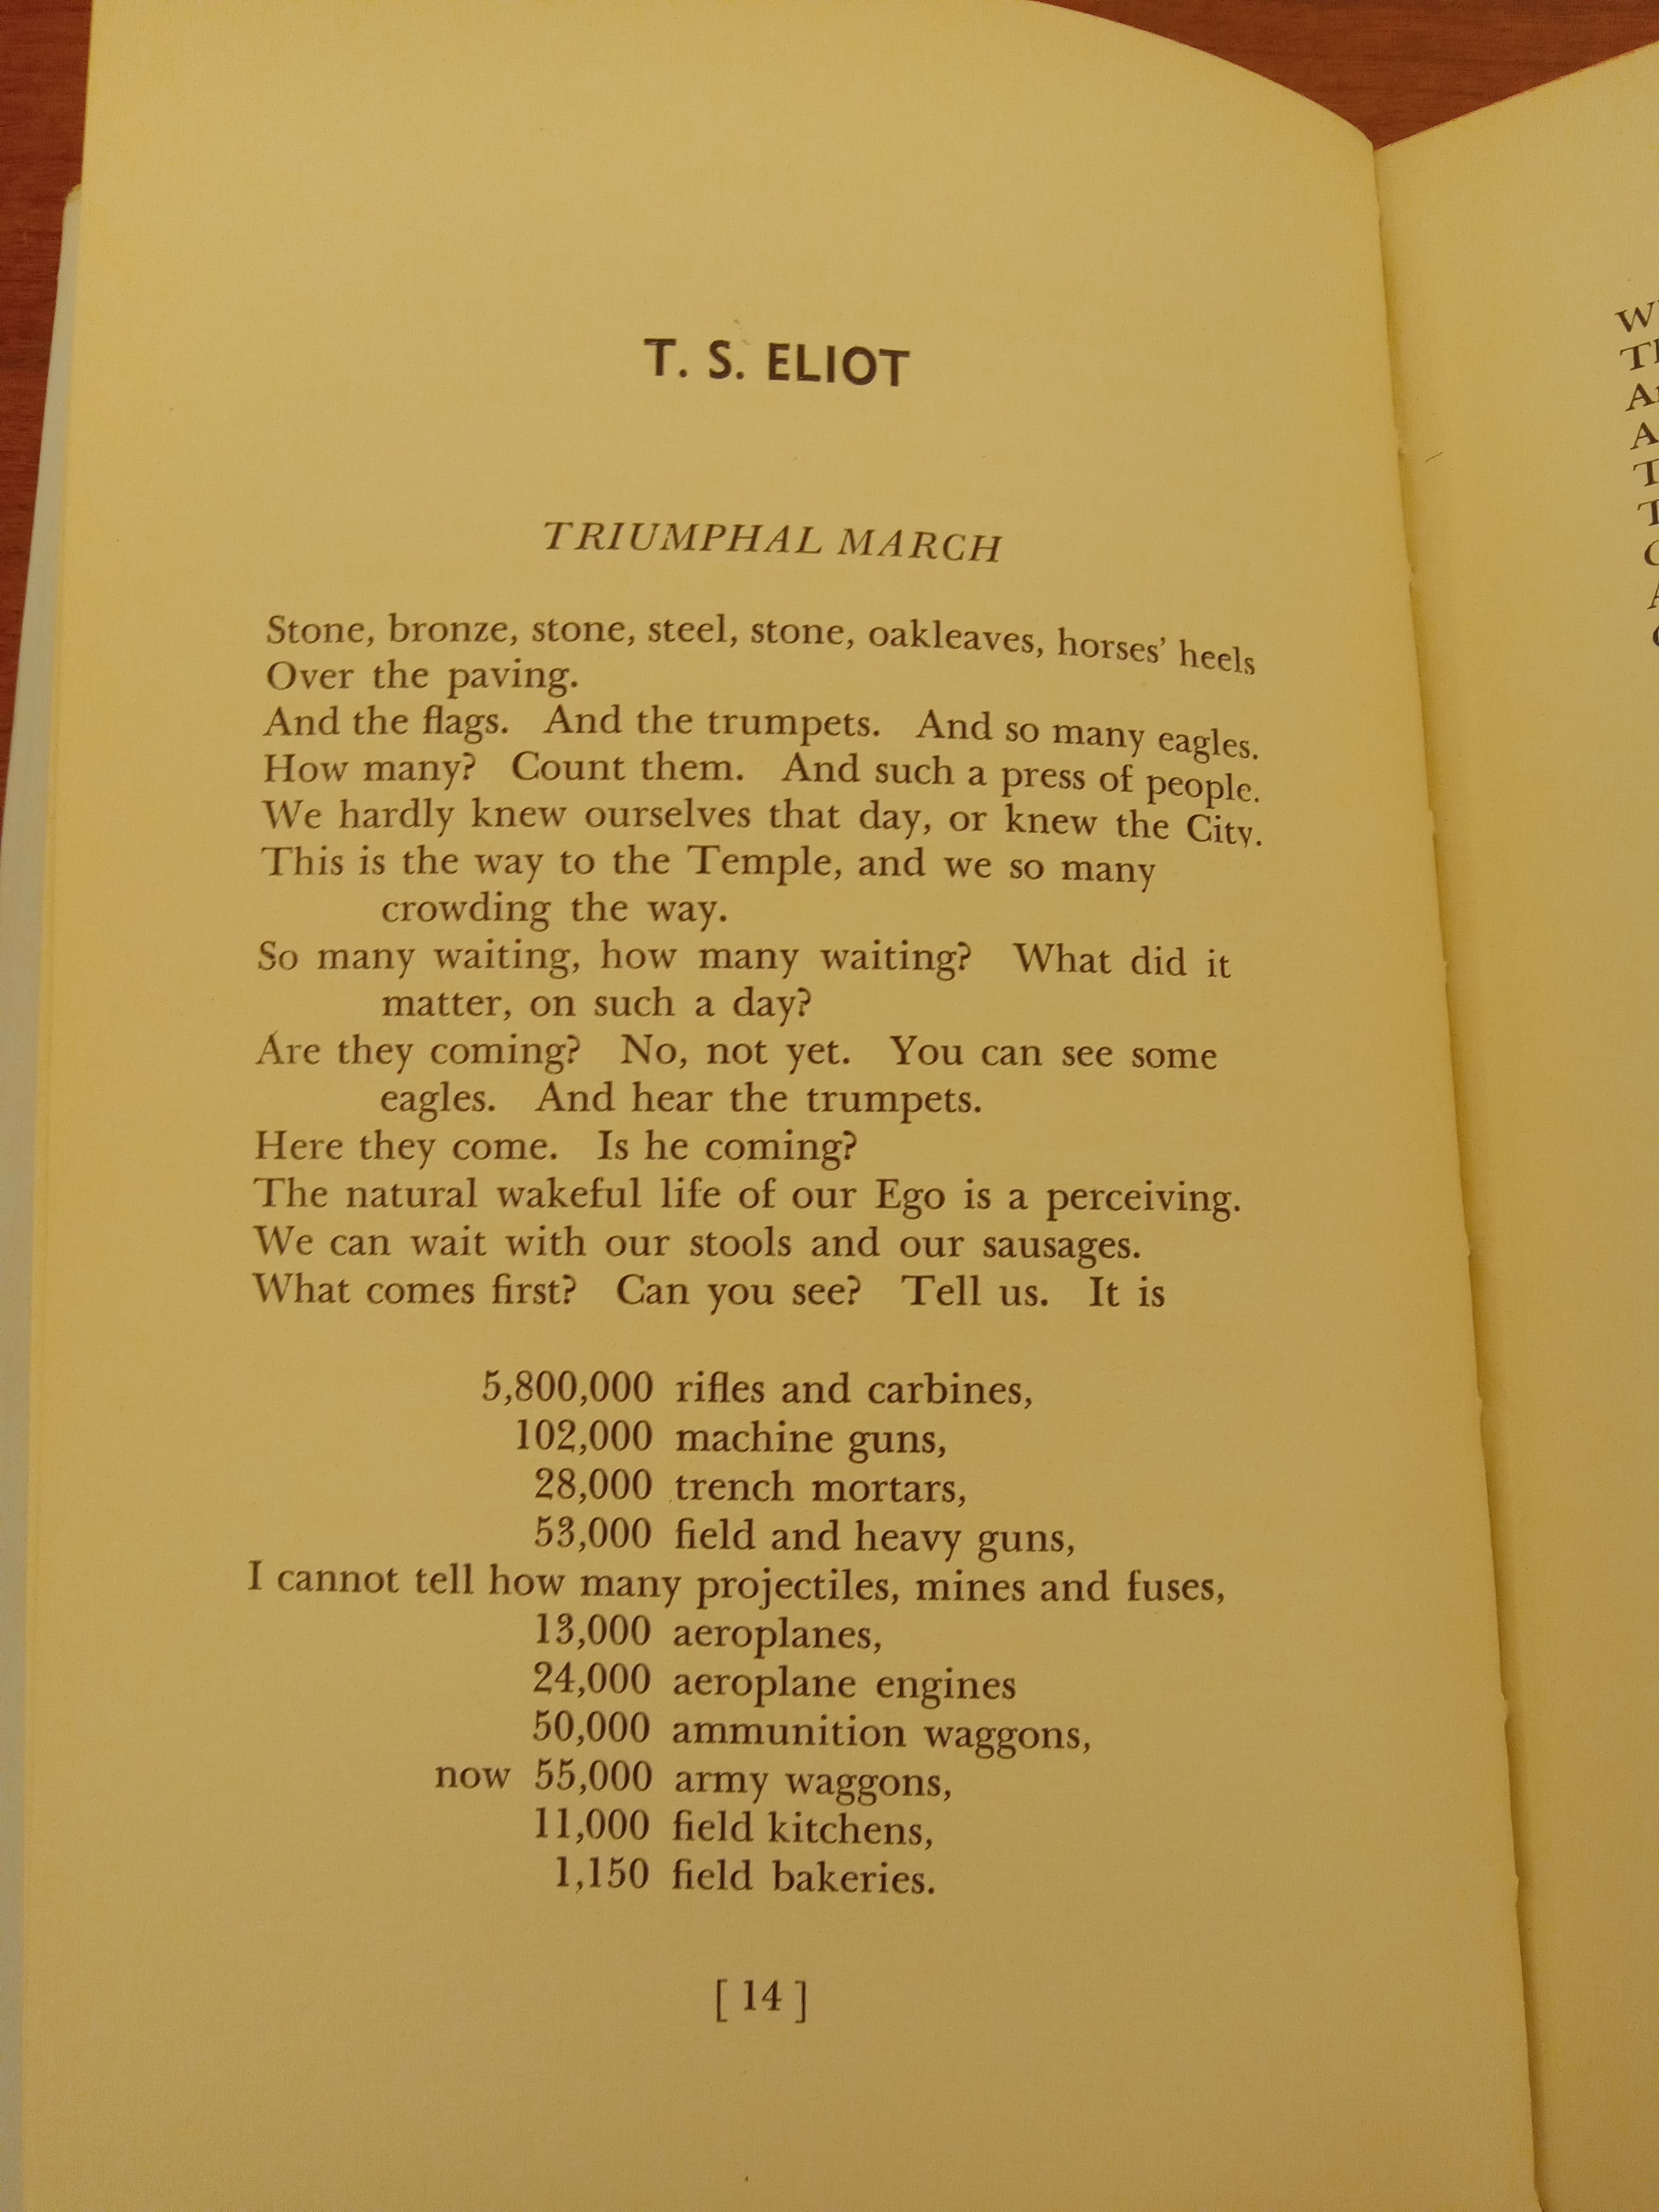 T. S. ELIOT
TRIUMPHAL MARCH
Stone, bronze, stone, steel, stone, oakleaves, horses' heels
Over the paving.
And the flags. And the trumpets. And so many eagles.
How many? Count them. And such a press of people.
We hardly knew ourselves that day, or knew the City.
This is the way to the Temple, and we so many
crowding the way.
So many waiting, how many waiting? What did it
matter, on such a day?
Are they coming? No, not yet. You can see some
eagles. And hear the trumpets.
Here they come. Is he coming?
The natural wakeful life of our Ego is a perceiving.
We can wait with our stools and our sausages.
What comes first? Can you see? Tell us. It is
5,800,000 rifles and carbines,
102,000 machine guns,
28,000 trench mortars,
53,000 field and heavy guns,
I cannot tell how many projectiles, mines and fuses,
13,000 aeroplanes,
24,000 aeroplane engines
50,000 ammunition waggons,
now 55,000 army waggons,
11,000 field kitchens,
1,150 field bakeries.
[ 14 ]